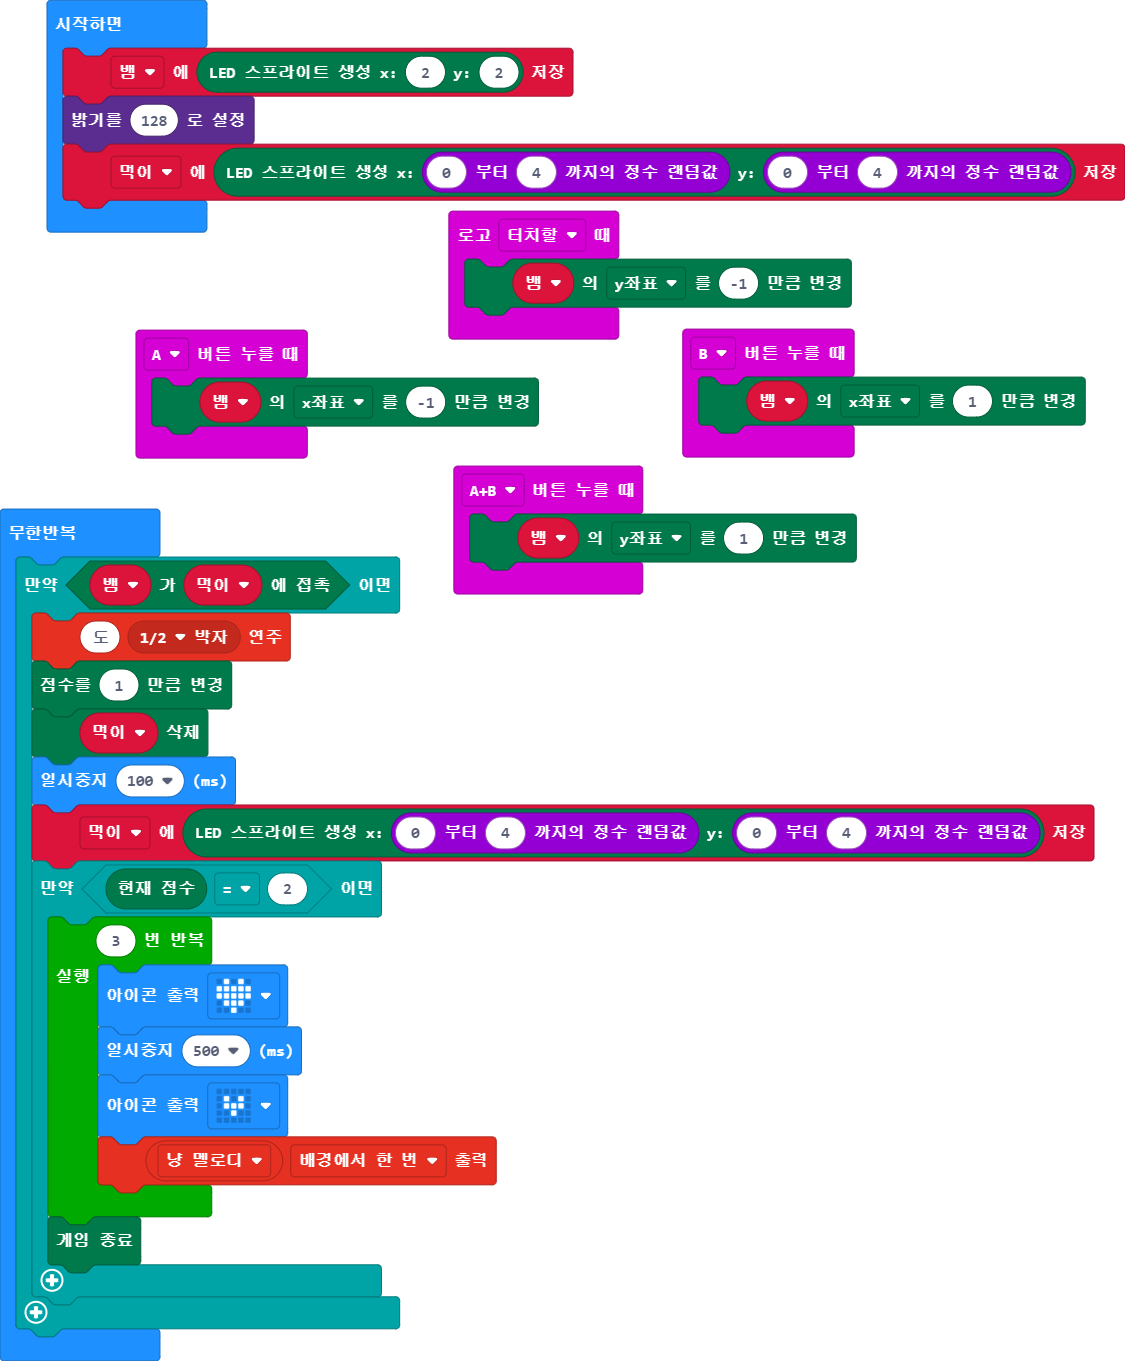 시작하면
뱀 에 LED 스프라이트 생성 x: 2 y: 2 저장
밝기를 128 로 설정
먹이 에 LED 스프라이트 생성 x: 0 부터 4 까지의 정수 랜덤값 y: 0 부터 4 까지의 정수 랜덤값 저장
로고 터치할 때
뱀 의 y좌표 를 -1 만큼 변경
A 버튼 누를 때
뱀 의 x좌표 를 -1 만큼 변경
B 버튼 누를 때
뱀 의 x좌표 를 1 만큼 변경
A+B 버튼 누를 때
뱀 의 y좌표 를 1 만큼 변경
무한반복
만약 뱀 가 먹이 에 접촉 이면
도 1/2 박자 연주
점수를 1 만큼 변경
먹이 삭제
일시중지 100 (ms)
먹이 에 LED 스프라이트 생성 x: 0 부터 4 까지의 정수 랜덤값 y: 0 부터 4 까지의 정수 랜덤값 저장
만약 현재 점수 = 2 이면
3 번 반복
실행
아이콘 출력
일시중지 500 (ms)
아이콘 출력
냥 멜로디 배경에서 한 번 출력
게임 종료